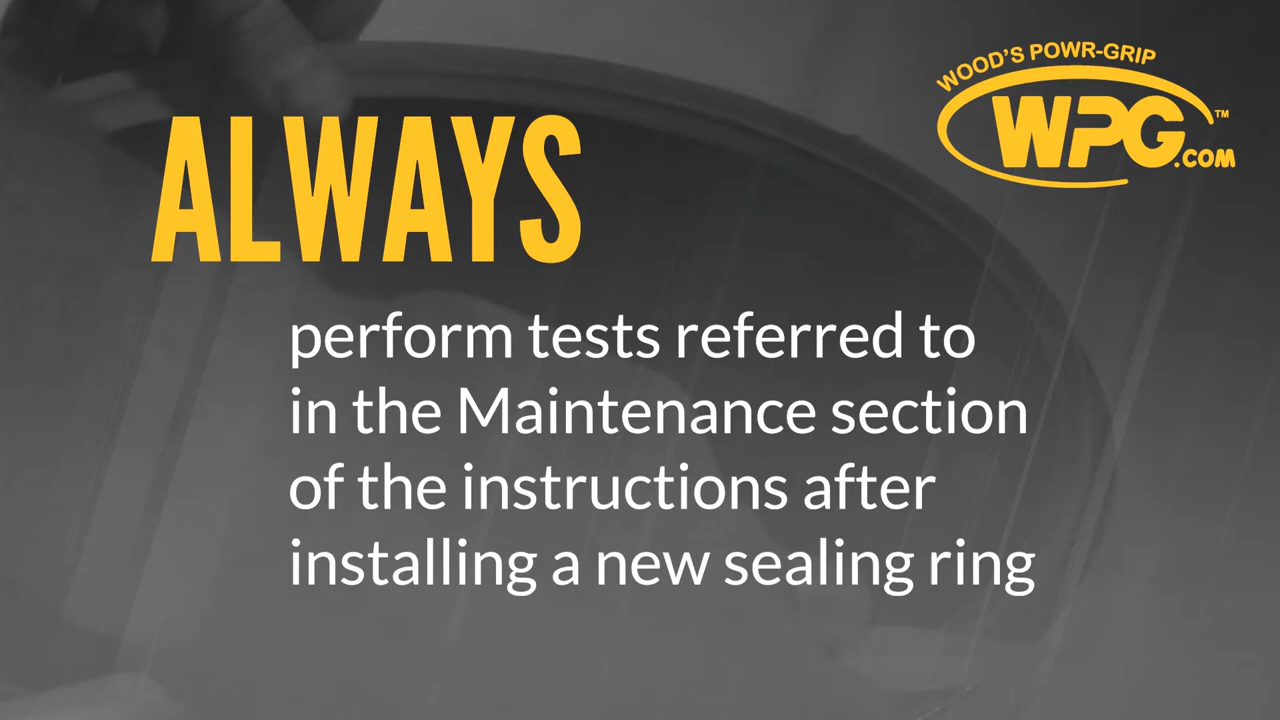 WOOD'S POWR-GRIP
WPG.COM™
ALWAYS
perform tests referred to
in the Maintenance section
of the instructions after
installing a new sealing ring